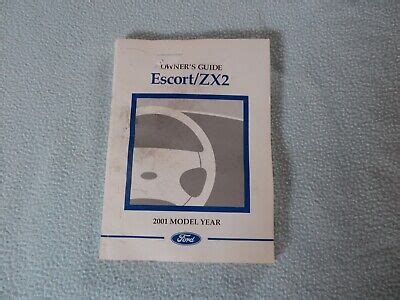 OWNER'S GUIDE
Escort/ZX2
2001 MODEL YEAR
Ford